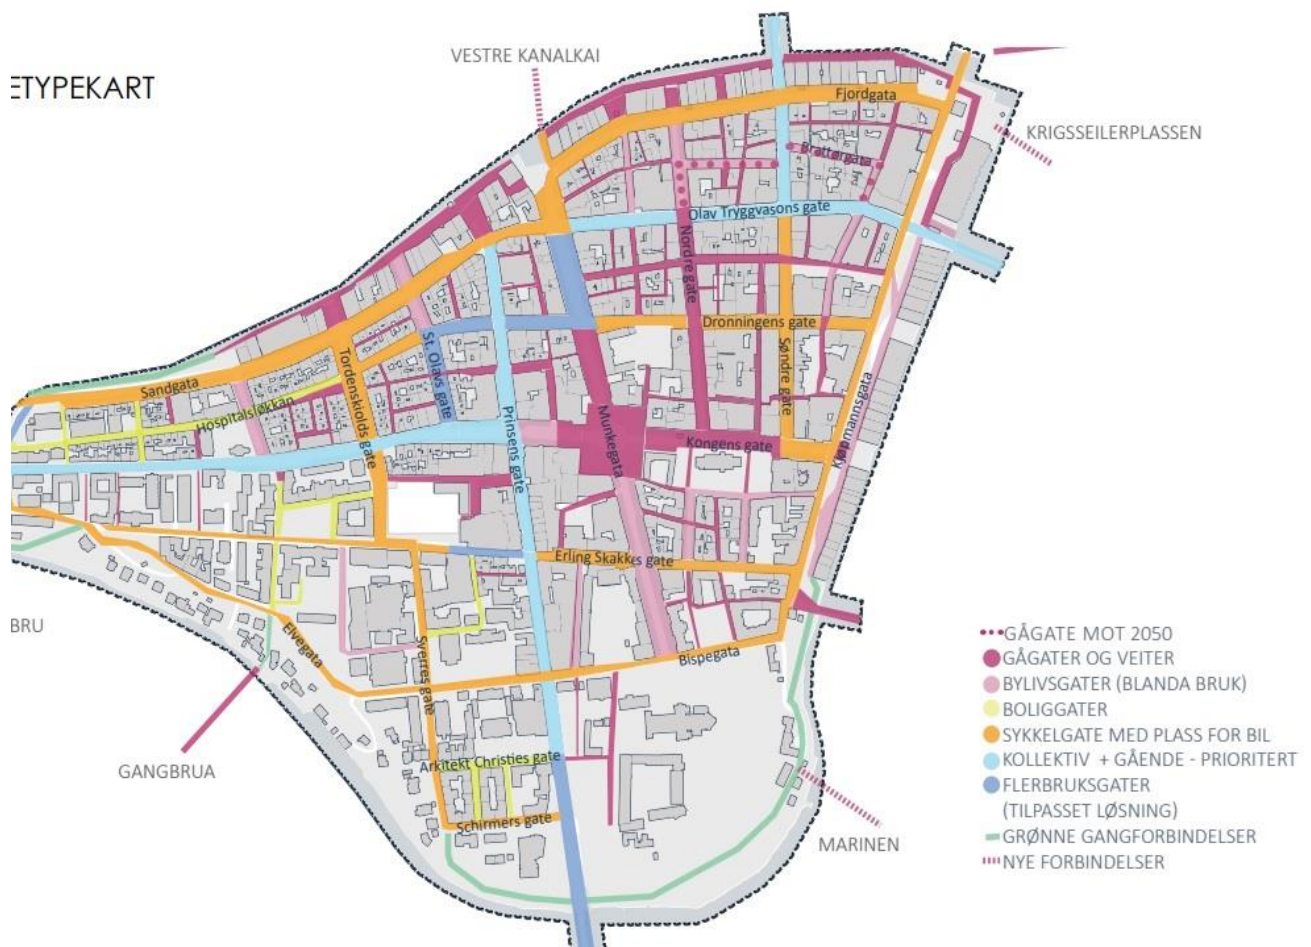 ETYPEKART
VESTRE KANALKAI
KRIGSSEILERPLASSEN
Fjordgata
Brattørgata
Olav Tryggvasons gate
Nordre gate
Dronningens gate
Søndre gate
St. Olavs gate
Tordenskiolds gate
Sandgata
Hospitalsløkkan
Prinsens gate
Munkegata
Kongens gate
Kjøpmannsgata
Erling Skakkes gate
Elvegata
Sverres gate
Bispegata
Arkitekt Christies gate
Schirmers gate
BRU
GANGBRUA
MARINEN
GÅGATE MOT 2050
GÅGATER OG VEITER
BYLIVSGATER (BLANDA BRUK)
BOLIGGATER
SYKKELGATE MED PLASS FOR BIL
KOLLEKTIV + GÅENDE - PRIORITERT
FLERBRUKSGATER
(TILPASSET LØSNING)
GRØNNE GANGFORBINDELSER
NYE FORBINDELSER